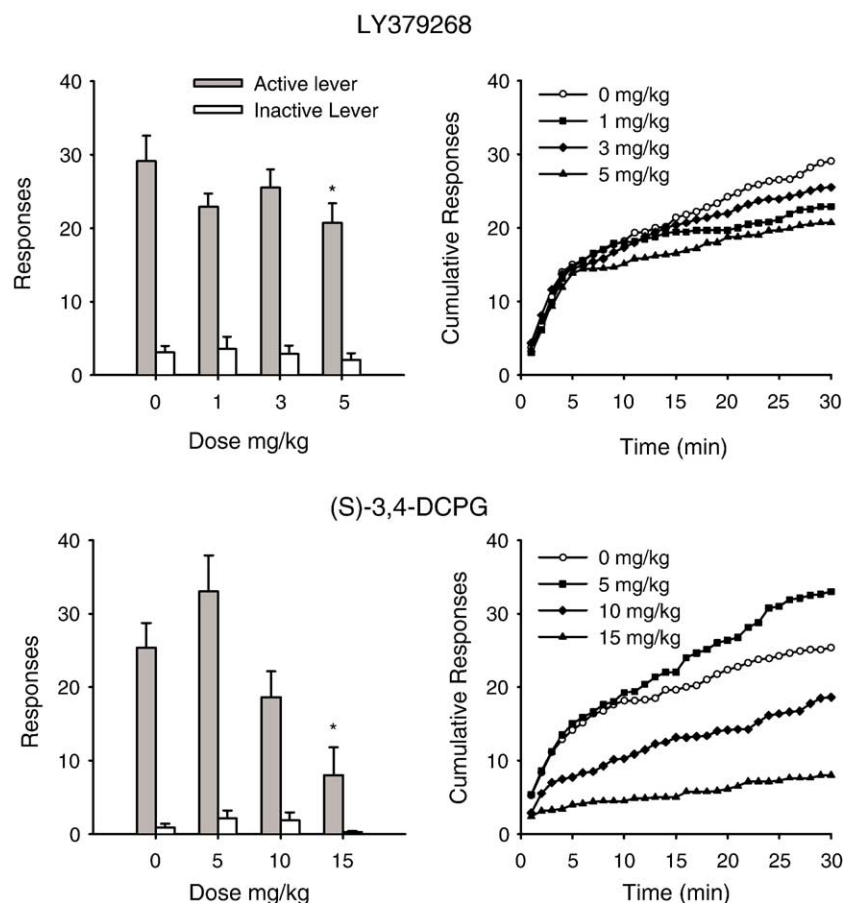 LY379268
Active lever
Inactive Lever
40
30
20
10
0
Responses
*
0 1 3 5
Dose mg/kg
0 mg/kg
1 mg/kg
3 mg/kg
5 mg/kg
40
30
20
10
0
Cumulative Responses
0 5 10 15 20 25 30
Time (min)
(S)-3,4-DCPG
40
30
20
10
0
Responses
*
0 5 10 15
Dose mg/kg
0 mg/kg
5 mg/kg
10 mg/kg
15 mg/kg
40
30
20
10
0
Cumulative Responses
0 5 10 15 20 25 30
Time (min)